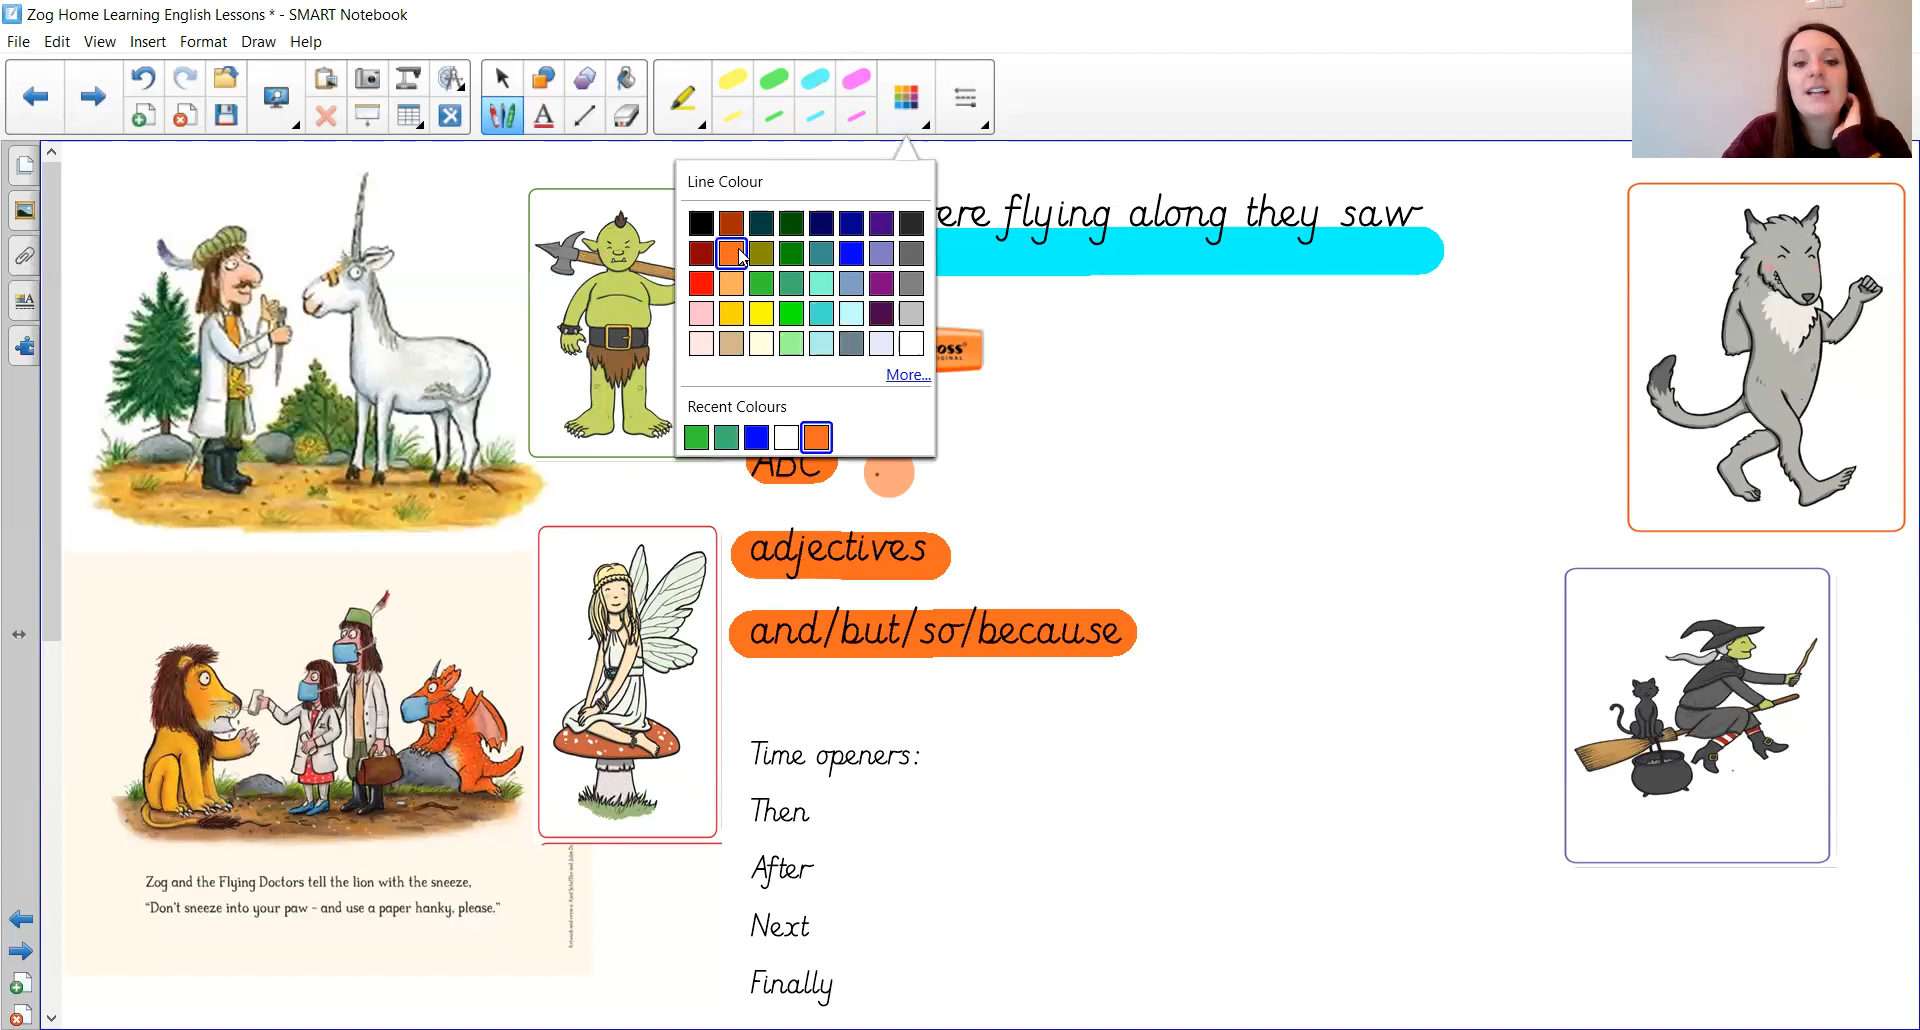 Zog Home Learning English Lessons * - SMART Notebook
File Edit View Insert Format Draw Help
Line Colour
More...
Recent Colours
ere flying along they saw
OSS
IGINAL
ABC
adjectives
and/but/so/because
Time openers:
Then
After
Next
Finally
Zog and the Flying Doctors tell the lion with the sneeze,
“Don't sneeze into your paw – and use a paper hanky, please.”